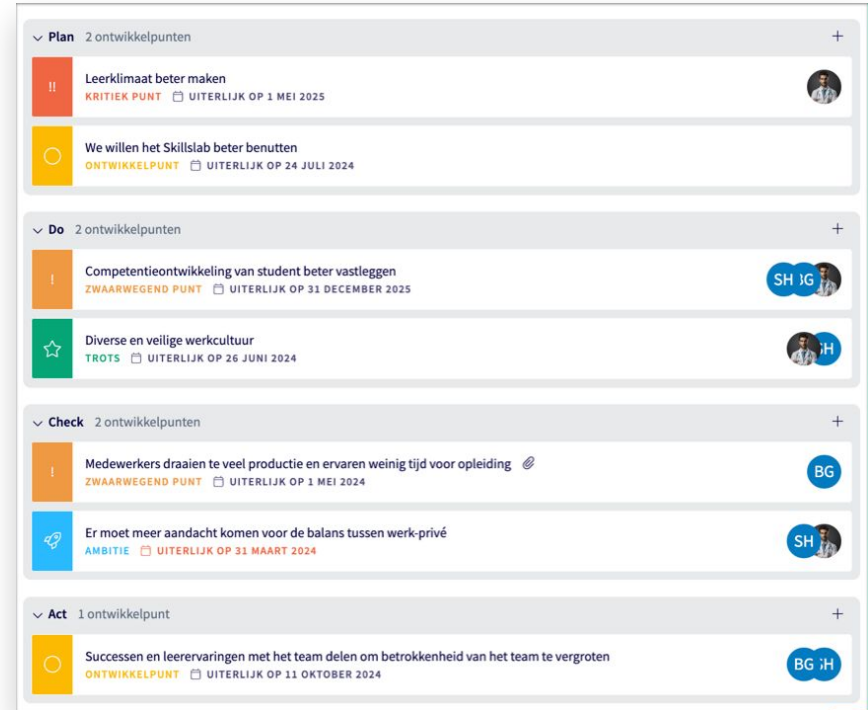 Plan 2 ontwikkelpunten
!!
Leerklimaat beter maken
KRITIEK PUNT UITERLIJK OP 1 MEI 2025
We willen het Skillslab beter benutten
ONTWIKKELPUNT UITERLIJK OP 24 JULI 2024
Do 2 ontwikkelpunten
!
Competentieontwikkeling van student beter vastleggen
SH BG
ZWAARWEGEND PUNT UITERLIJK OP 31 DECEMBER 2025
Diverse en veilige werkcultuur
SH
TROTS UITERLIJK OP 26 JUNI 2024
Check 2 ontwikkelpunten
!
Medewerkers draaien te veel productie en ervaren weinig tijd voor opleiding
BG
ZWAARWEGEND PUNT UITERLIJK OP 1 MEI 2024
Er moet meer aandacht komen voor de balans tussen werk-privé
SH
AMBITIE UITERLIJK OP 31 MAART 2024
Act 1 ontwikkelpunt
Successen en leerervaringen met het team delen om betrokkenheid van het team te vergroten
BG SH
ONTWIKKELPUNT UITERLIJK OP 11 OKTOBER 2024